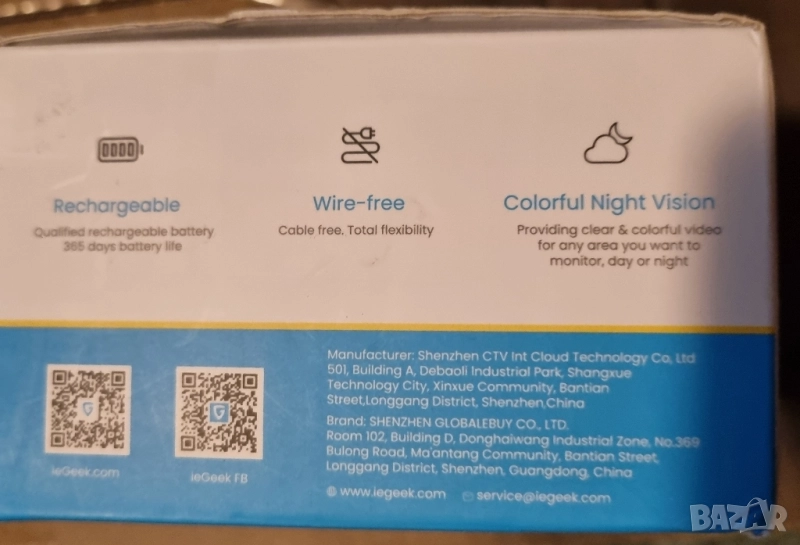 Rechargeable
Qualified rechargeable battery
365 days battery life
Wire-free
Cable free, Total flexibility
Colorful Night Vision
Providing clear & colorful video
for any area you want to
monitor, day or night
ieGeek.com
ieGeek FB
Manufacturer: Shenzhen CTV Int Cloud Technology Co, Ltd
501, Building A, Debaoli Industrial Park, Shangxue
Technology City, Xinxue Community, Bantian
Street,Longgang District, Shenzhen,China
Brand: SHENZHEN GLOBALEBUY CO., LTD.
Room 102, Building D, Donghaiwang Industrial Zone, No.369
Bulong Road, Ma'antang Community, Bantian Street,
Longgang District, Shenzhen, Guangdong, China
www.iegeek.com service@iegeek.com
BAZAR